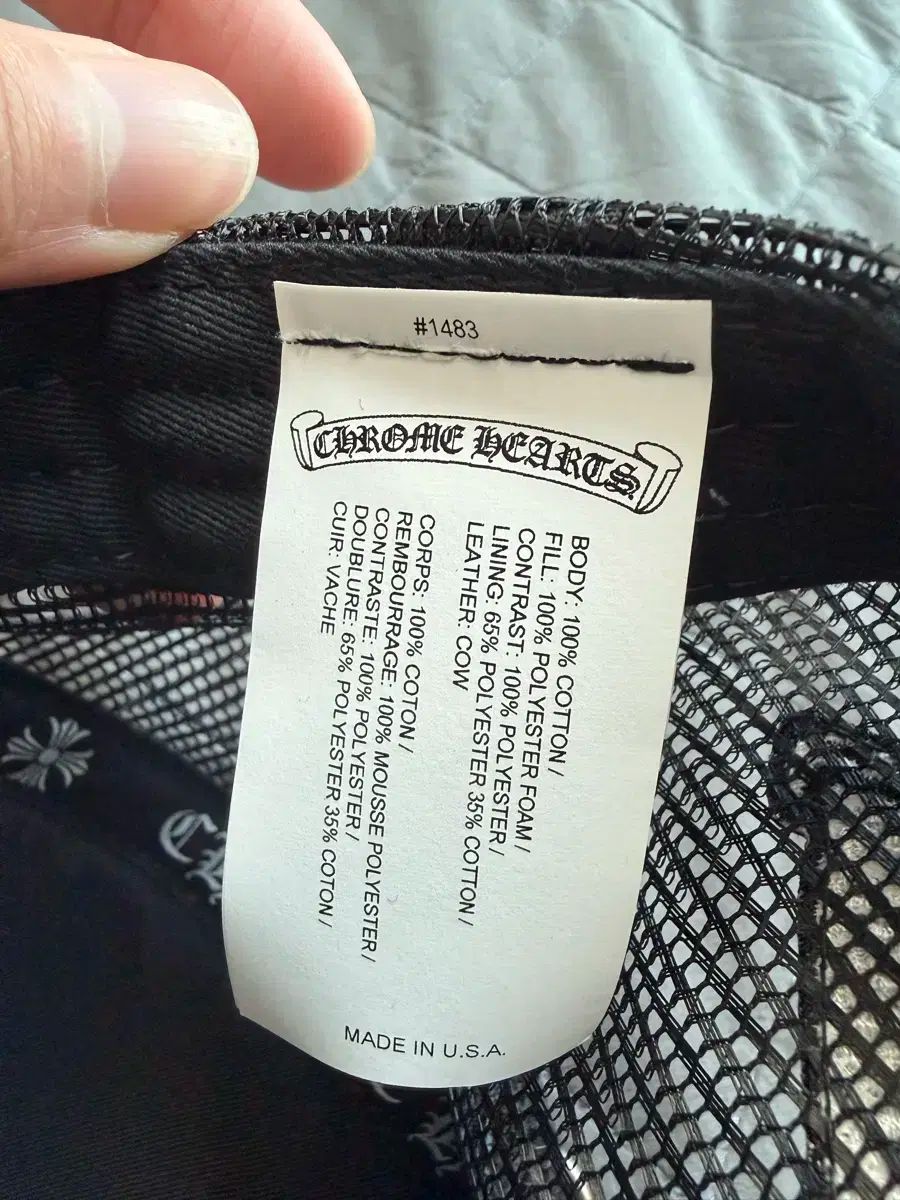 #1483
CHROME HEARTS
BODY: 100% COTTON /
FILL: 100% POLYESTER FOAM /
CONTRAST: 100% POLYESTER /
LINING: 65% POLYESTER 35% COTTON /
LEATHER: COW
CORPS: 100% COTON /
REMBOURRAGE: 100% MOUSSE POLYESTER /
CONTRASTE: 100% POLYESTER /
DOUBLURE: 65% POLYESTER 35% COTON /
CUIR: VACHE
MADE IN U.S.A.